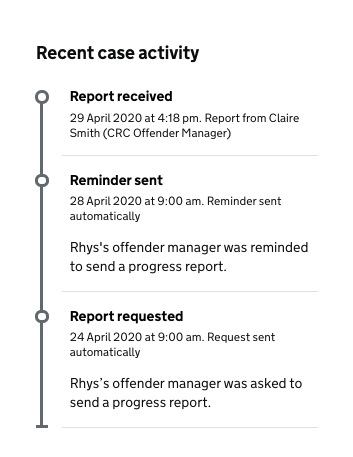 Recent case activity
Report received
29 April 2020 at 4:18 pm. Report from Claire
Smith (CRC Offender Manager)
Reminder sent
28 April 2020 at 9:00 am. Reminder sent
automatically
Rhys's offender manager was reminded
to send a progress report.
Report requested
24 April 2020 at 9:00 am. Request sent
automatically
Rhys’s offender manager was asked to
send a progress report.